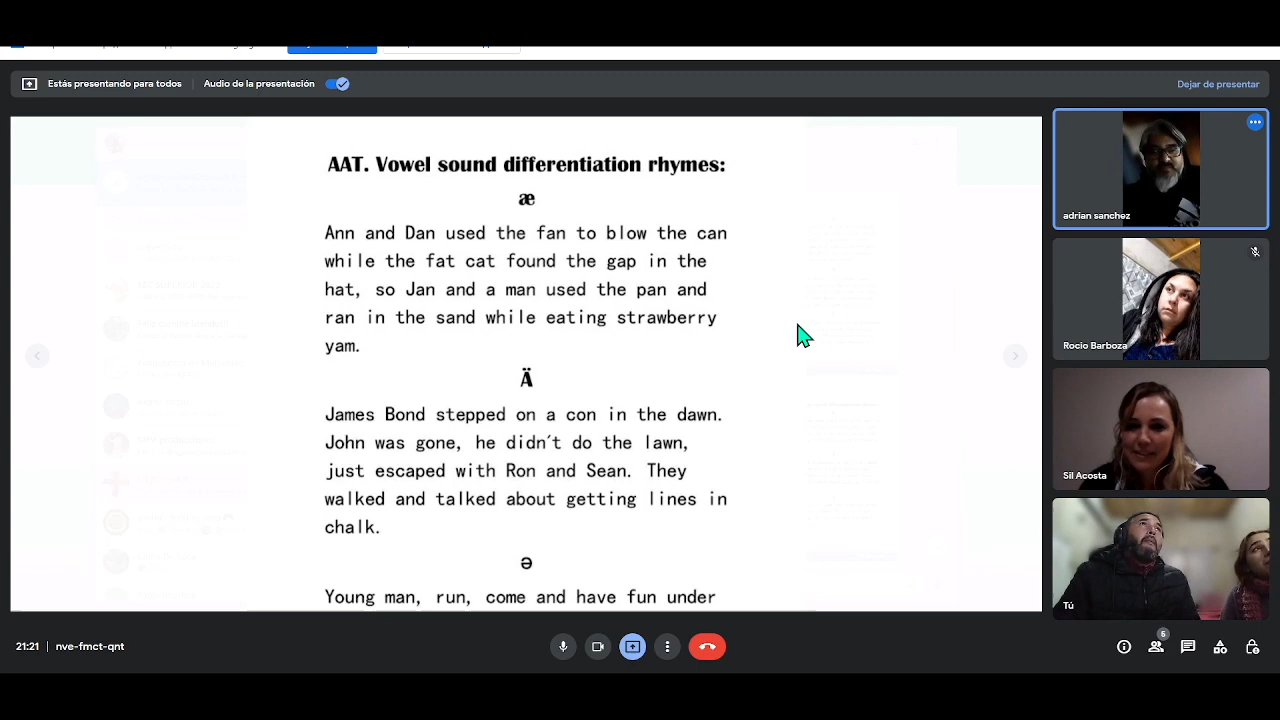 Estás presentando para todos
Audio de la presentación
Dejar de presentar
AAT. Vowel sound differentiation rhymes:
æ
Ann and Dan used the fan to blow the can
while the fat cat found the gap in the
hat, so Jan and a man used the pan and
ran in the sand while eating strawberry
yam.
Ä
James Bond stepped on a con in the dawn.
John was gone, he didn´t do the lawn,
just escaped with Ron and Sean. They
walked and talked about getting lines in
chalk.
ə
Young man, run, come and have fun under
adrian sanchez
Rocio Barboza
Sil Acosta
Tú
21:21
nve-fmct-qnt
5